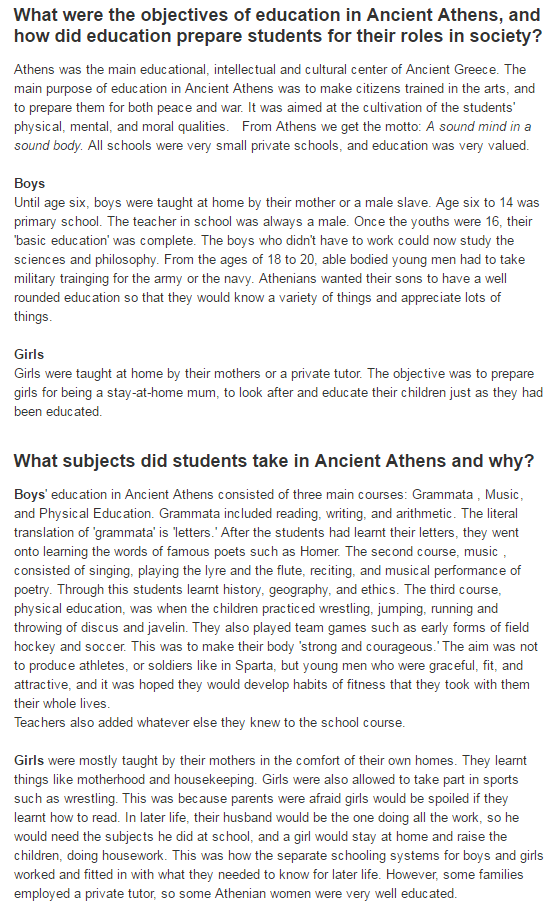 What were the objectives of education in Ancient Athens, and
how did education prepare students for their roles in society?
Athens was the main educational, intellectual and cultural center of Ancient Greece. The
main purpose of education in Ancient Athens was to make citizens trained in the arts, and
to prepare them for both peace and war. It was aimed at the cultivation of the students'
physical, mental, and moral qualities.   From Athens we get the motto: A sound mind in a
sound body. All schools were very small private schools, and education was very valued.
Boys
Until age six, boys were taught at home by their mother or a male slave. Age six to 14 was
primary school. The teacher in school was always a male. Once the youths were 16, their
'basic education' was complete. The boys who didn't have to work could now study the
sciences and philosophy. From the ages of 18 to 20, able bodied young men had to take
military trainging for the army or the navy. Athenians wanted their sons to have a well
rounded education so that they would know a variety of things and appreciate lots of
things.
Girls
Girls were taught at home by their mothers or a private tutor. The objective was to prepare
girls for being a stay-at-home mum, to look after and educate their children just as they had
been educated.
What subjects did students take in Ancient Athens and why?
Boys' education in Ancient Athens consisted of three main courses: Grammata , Music,
and Physical Education. Grammata included reading, writing, and arithmetic. The literal
translation of 'grammata' is 'letters.' After the students had learnt their letters, they went
onto learning the words of famous poets such as Homer. The second course, music ,
consisted of singing, playing the lyre and the flute, reciting, and musical performance of
poetry. Through this students learnt history, geography, and ethics. The third course,
physical education, was when the children practiced wrestling, jumping, running and
throwing of discus and javelin. They also played team games such as early forms of field
hockey and soccer. This was to make their body 'strong and courageous.' The aim was not
to produce athletes, or soldiers like in Sparta, but young men who were graceful, fit, and
attractive, and it was hoped they would develop habits of fitness that they took with them
their whole lives.
Teachers also added whatever else they knew to the school course.
Girls were mostly taught by their mothers in the comfort of their own homes. They learnt
things like motherhood and housekeeping. Girls were also allowed to take part in sports
such as wrestling. This was because parents were afraid girls would be spoiled if they
learnt how to read. In later life, their husband would be the one doing all the work, so he
would need the subjects he did at school, and a girl would stay at home and raise the
children, doing housework. This was how the separate schooling systems for boys and girls
worked and fitted in with what they needed to know for later life. However, some families
employed a private tutor, so some Athenian women were very well educated.